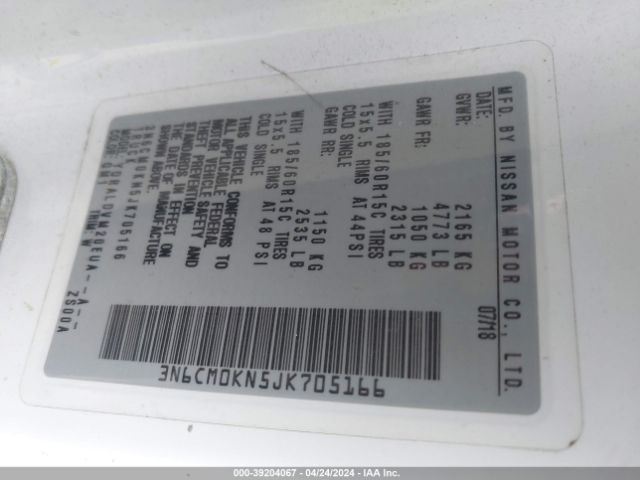 MFD. BY NISSAN MOTOR CO., LTD.
DATE: 07/18
GVWR: 2165 KG
4773 LB
GAWR FR: 1050 KG
2315 LB
WITH 185/60R15C TIRES
15x5.5 RIMS AT 44PSI
COLD SINGLE
GAWR RR: 1150 KG
2535 LB
WITH 185/60R15C TIRES
15x5.5 RIMS AT 48 PSI
COLD SINGLE
THIS VEHICLE CONFORMS TO
ALL APPLICABLE FEDERAL
MOTOR VEHICLE SAFETY AND
THEFT PREVENTION
STANDARDS IN EFFECT ON
THE DATE OF MANUFACTURE
SHOWN ABOVE.
TRUCK
2S00A
3N6CM0KN5JK705166
000-39204067 - 04/24/2024 - IAA Inc.